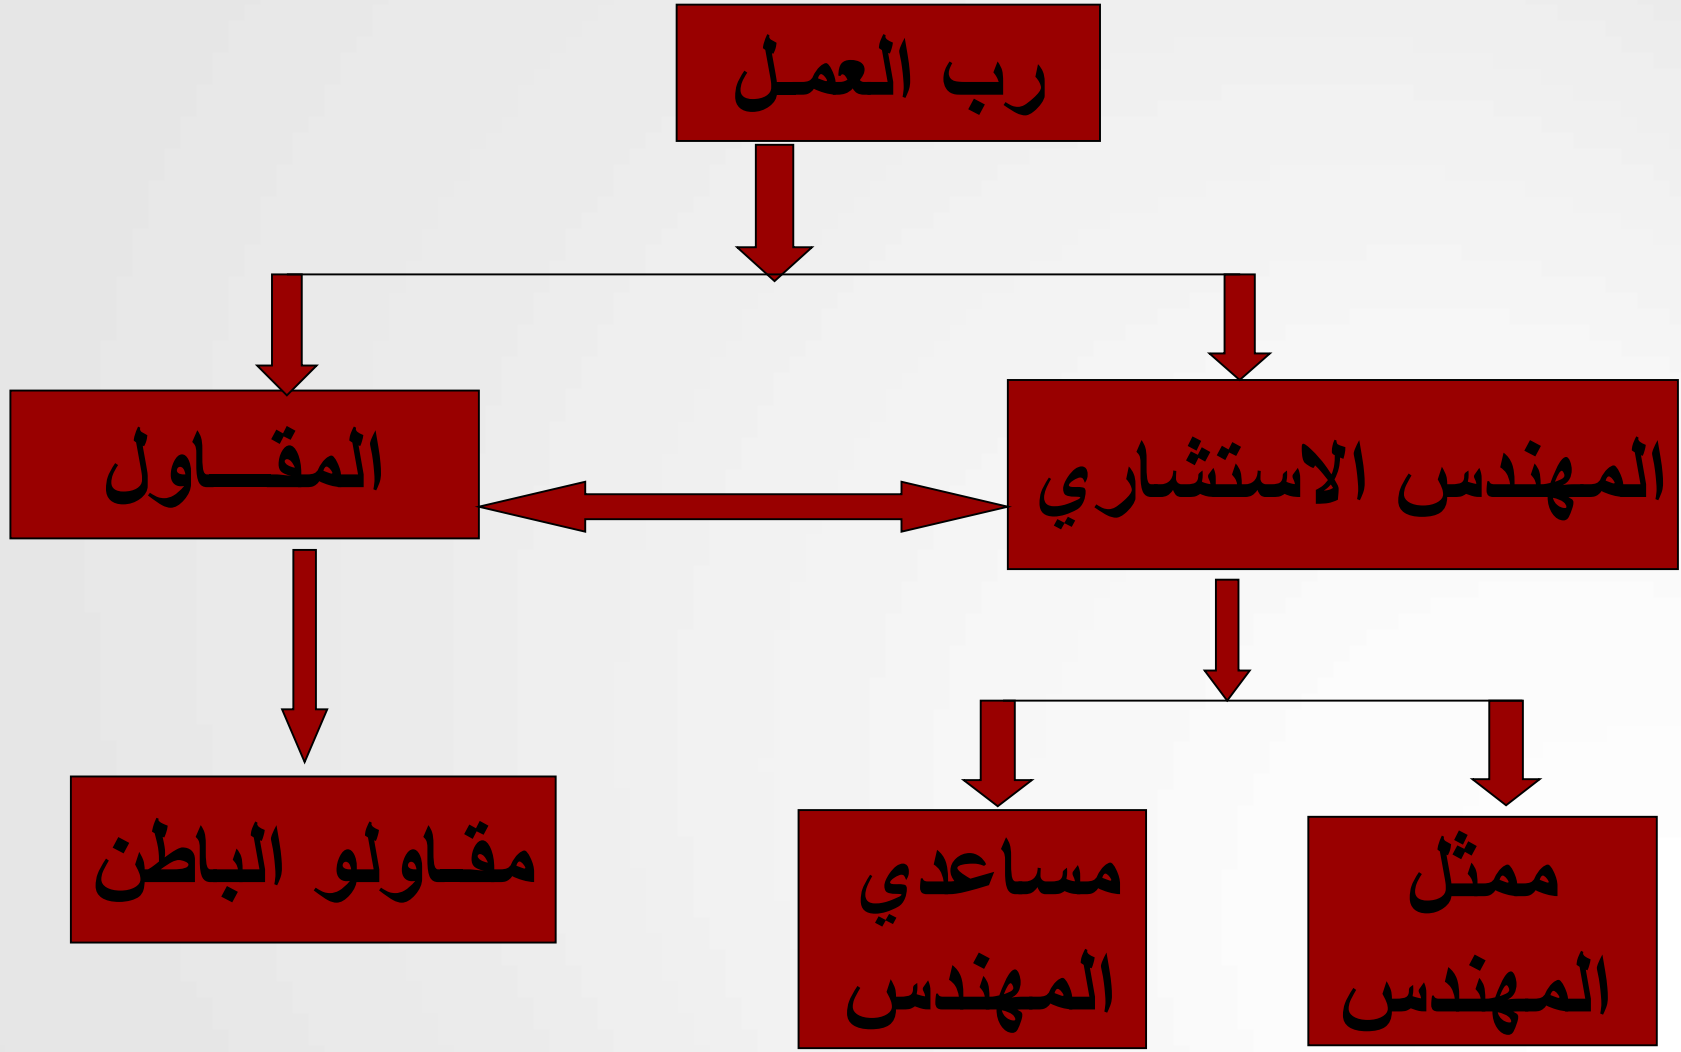 رب العمل
المهندس الاستشاري
المقاول
ممثل
المهندس
مساعدي
المهندس
مقاولو الباطن